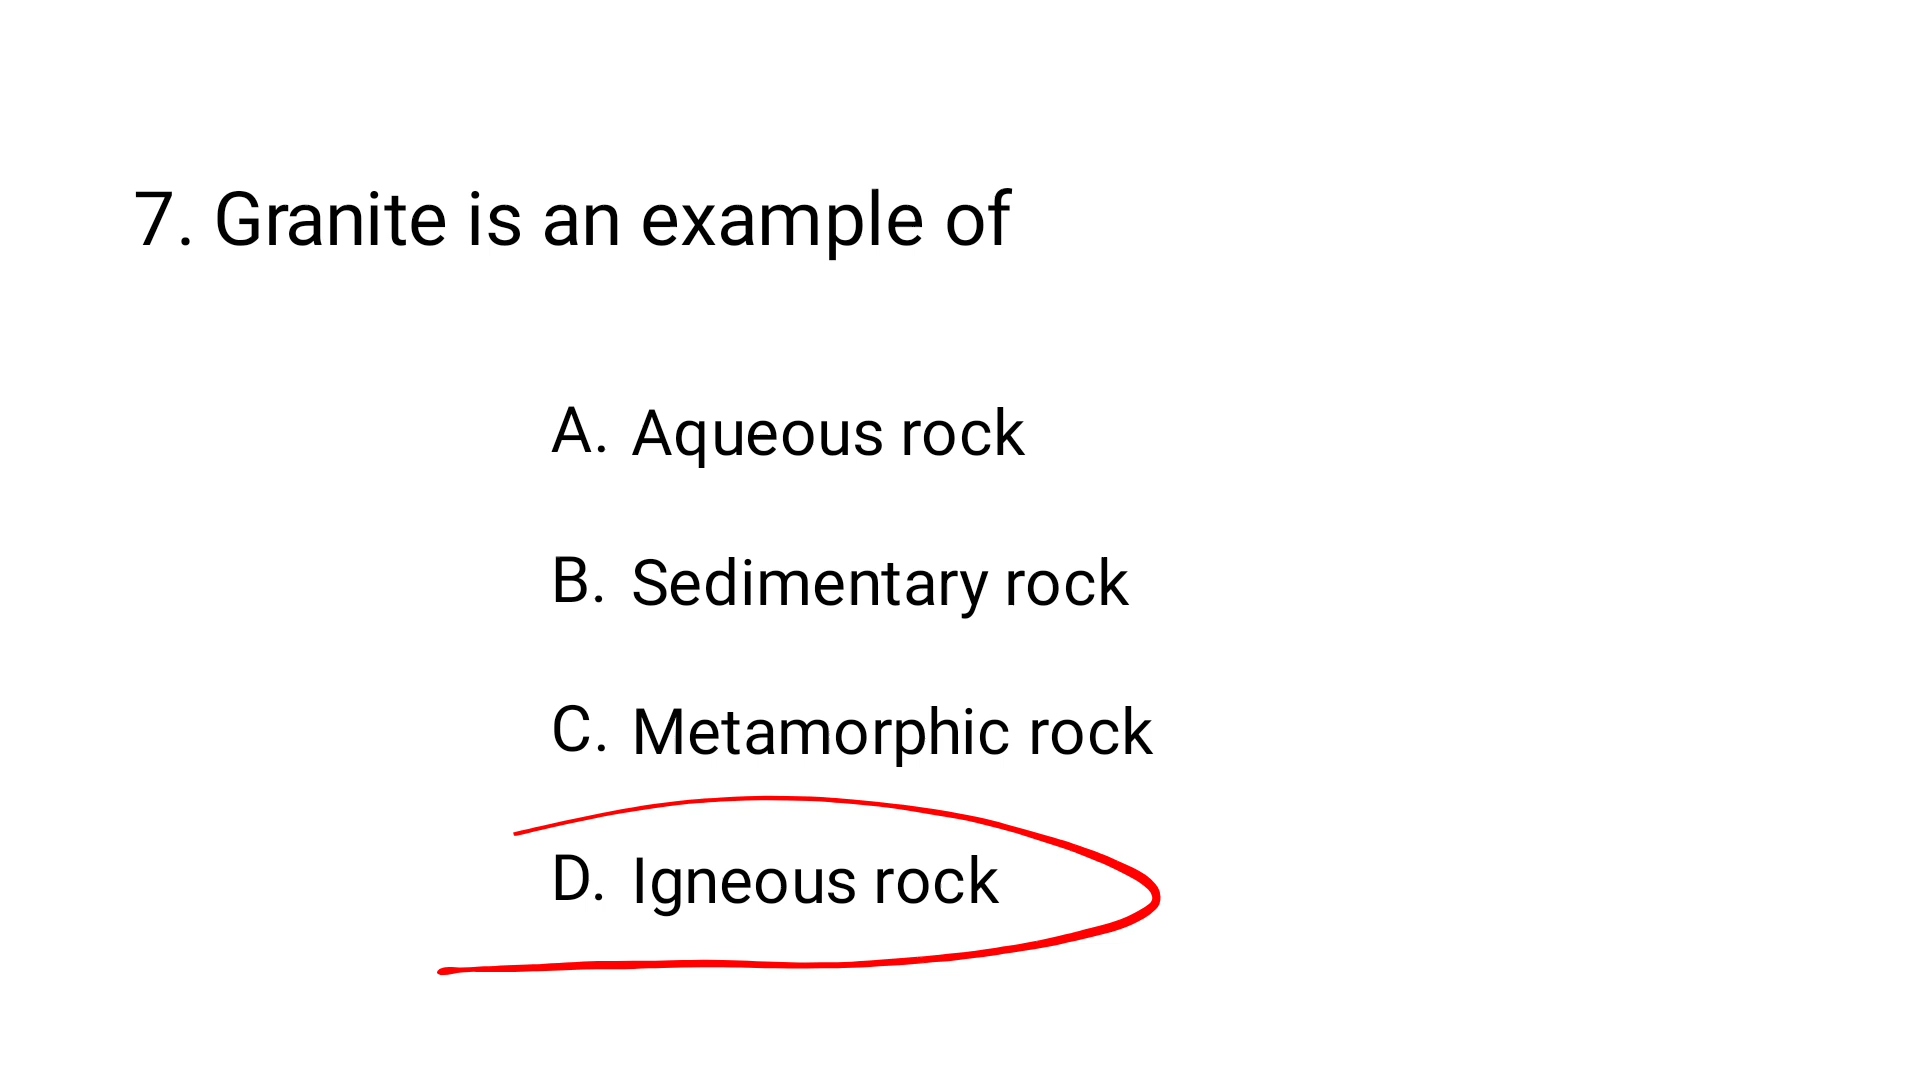 7. Granite is an example of
A. Aqueous rock
B. Sedimentary rock
C. Metamorphic rock
D. Igneous rock